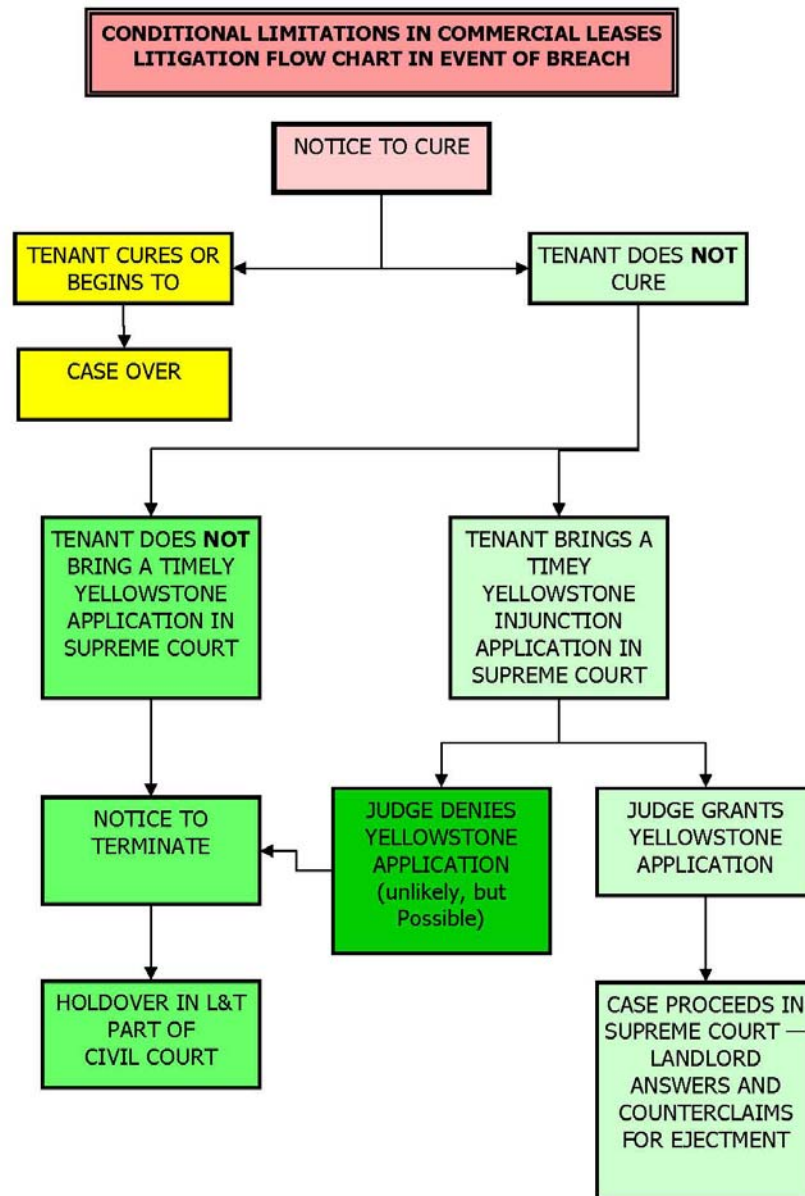 CONDITIONAL LIMITATIONS IN COMMERCIAL LEASES
LITIGATION FLOW CHART IN EVENT OF BREACH
NOTICE TO CURE
TENANT CURES OR
BEGINS TO
TENANT DOES NOT
CURE
CASE OVER
TENANT DOES NOT
BRING A TIMELY
YELLOWSTONE
APPLICATION IN
SUPREME COURT
TENANT BRINGS A
TIMEY
YELLOWSTONE
INJUNCTION
APPLICATION IN
SUPREME COURT
NOTICE TO
TERMINATE
JUDGE DENIES
YELLOWSTONE
APPLICATION
(unlikely, but
Possible)
JUDGE GRANTS
YELLOWSTONE
APPLICATION
HOLDOVER IN L&T
PART OF
CIVIL COURT
CASE PROCEEDS IN
SUPREME COURT —
LANDLORD
ANSWERS AND
COUNTERCLAIMS
FOR EJECTMENT